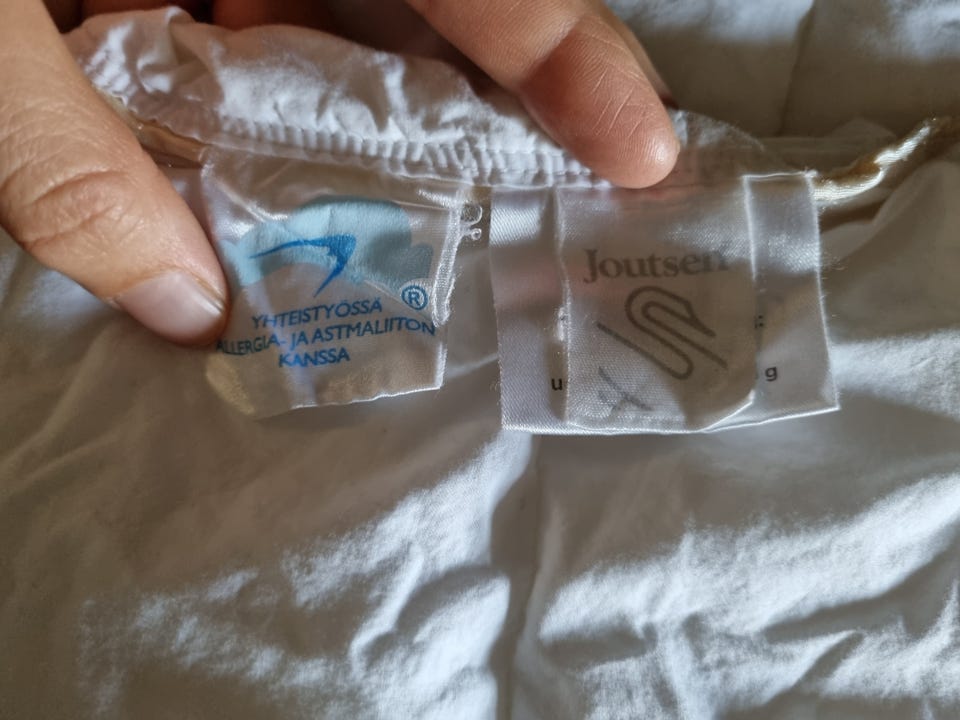 YHTEISTYÖSSÄ
ALLERGIA- JA ASTMALIITON
KANSSA
®
Joutsen